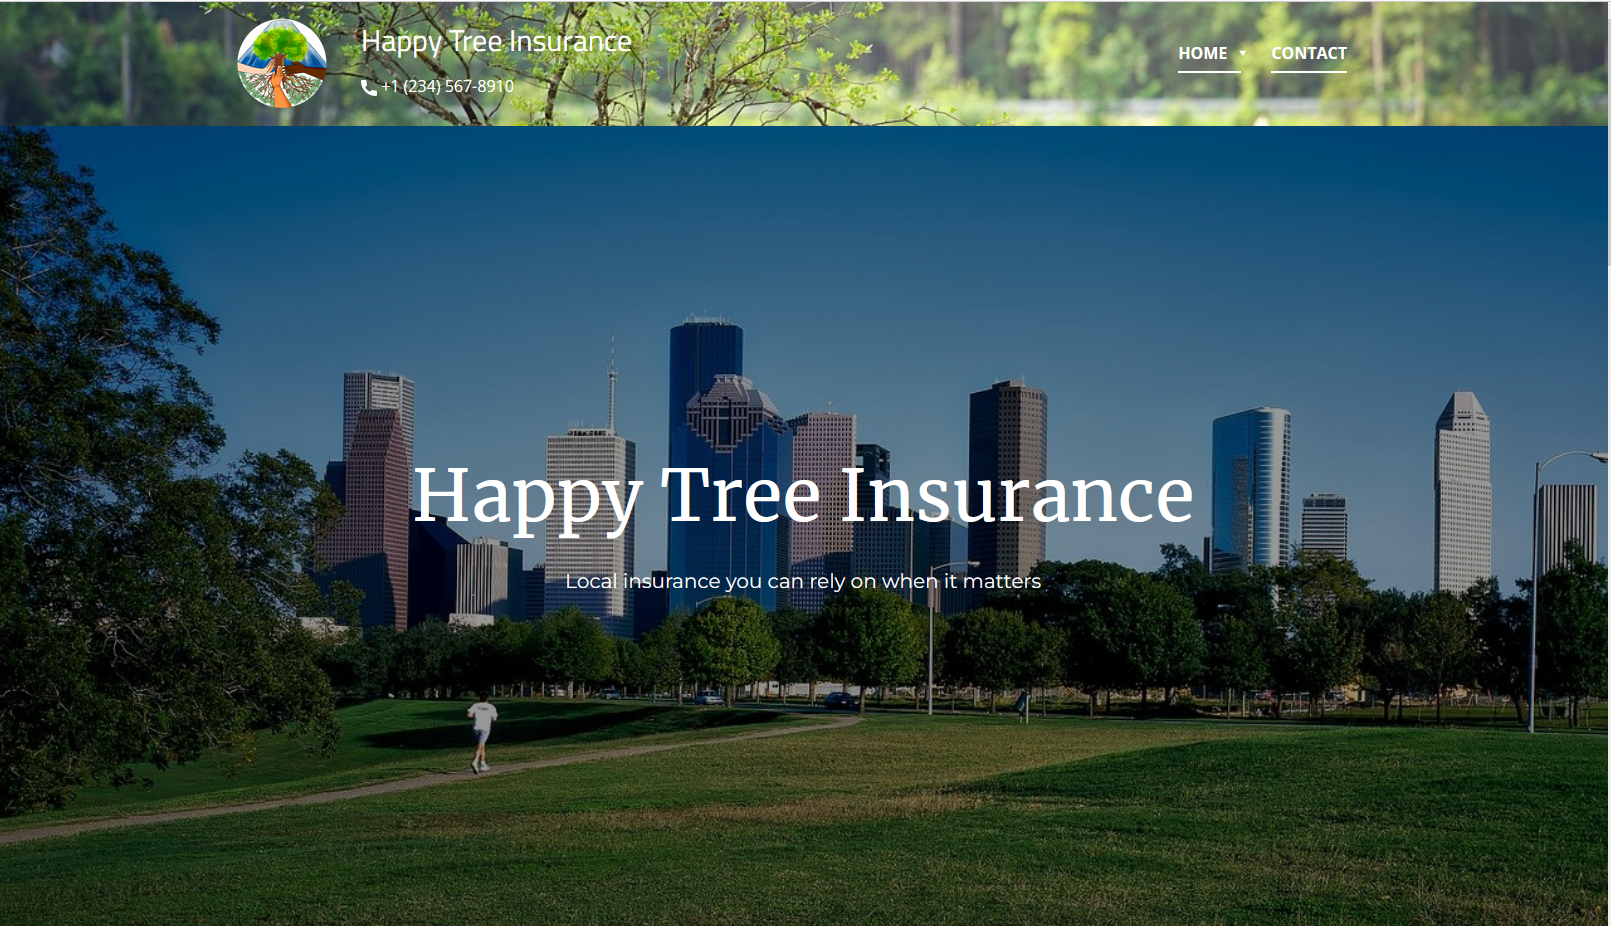 Happy Tree Insurance
+1 (234) 567-8910
HOME
CONTACT
Happy Tree Insurance
Local insurance you can rely on when it matters